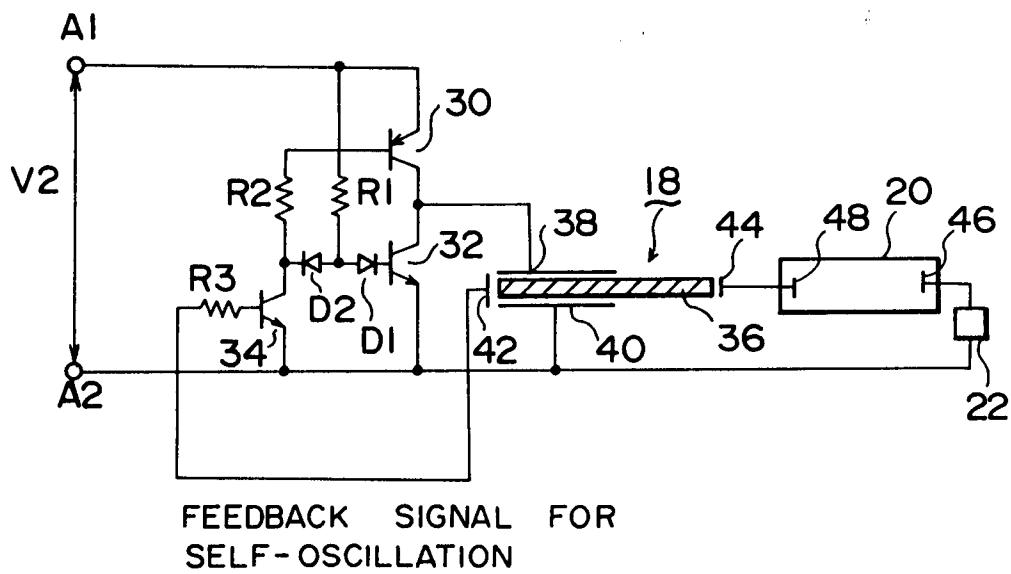 A1
30
V2
R2
R1
18
20
38
44
48
46
32
R3
D2
D1
34
42
40
36
22
A2
FEEDBACK SIGNAL FOR
SELF-OSCILLATION